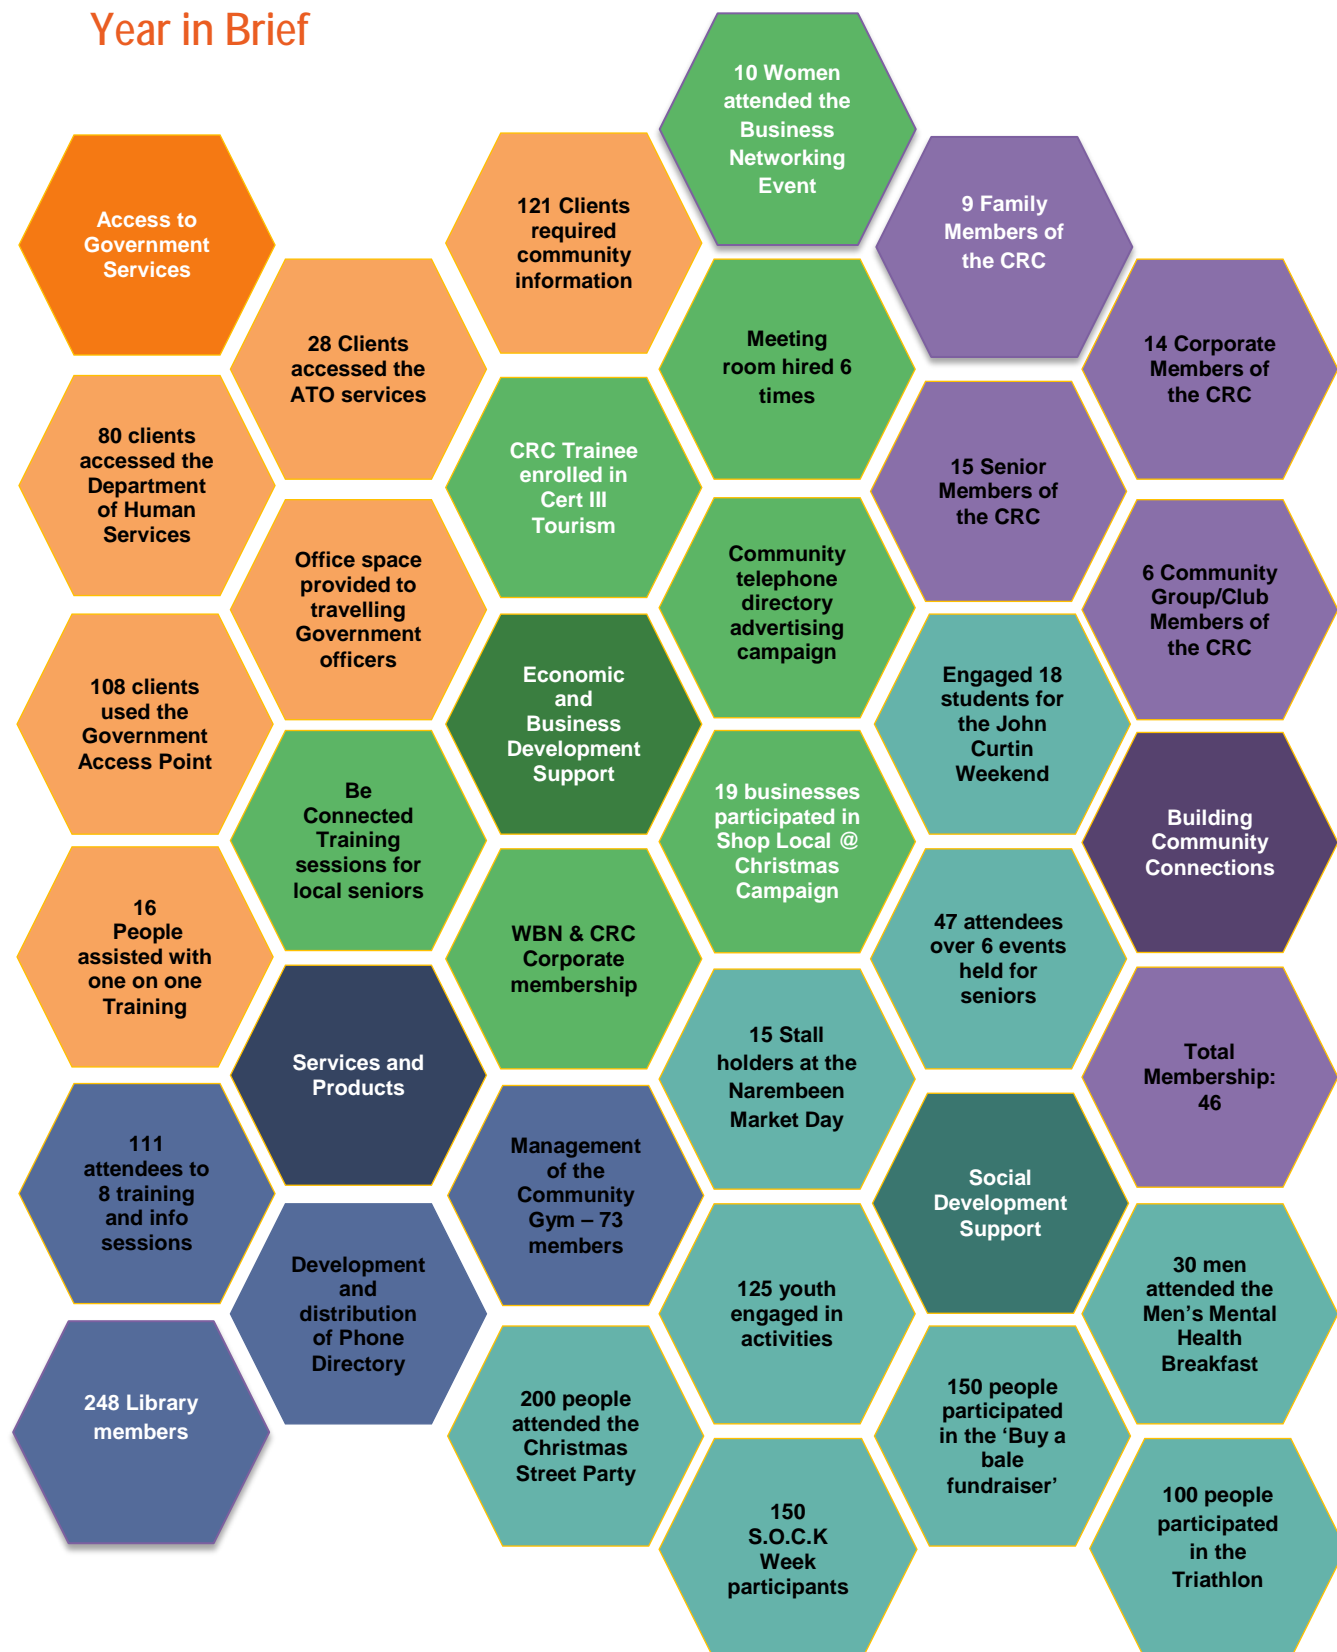 Year in Brief
10 Women
attended the
Business
Networking
Event
Access to
Government
Services
121 Clients
required
community
information
9 Family
Members of
the CRC
28 Clients
accessed the
ATO services
Meeting
room hired 6
times
14 Corporate
Members of
the CRC
80 clients
accessed the
Department
of Human
Services
CRC Trainee
enrolled in
Cert III
Tourism
15 Senior
Members of
the CRC
Office space
provided to
travelling
Government
officers
Community
telephone
directory
advertising
campaign
6 Community
Group/Club
Members of
the CRC
108 clients
used the
Government
Access Point
Economic
and
Business
Development
Support
Engaged 18
students for
the John
Curtin
Weekend
Be
Connected
Training
sessions for
local seniors
19 businesses
participated in
Shop Local @
Christmas
Campaign
Building
Community
Connections
16
People
assisted with
one on one
Training
WBN & CRC
Corporate
membership
47 attendees
over 6 events
held for
seniors
Services and
Products
15 Stall
holders at the
Narembeen
Market Day
Total
Membership:
46
111
attendees to
8 training
and info
sessions
Management
of the
Community
Gym – 73
members
Social
Development
Support
Development
and
distribution
of Phone
Directory
125 youth
engaged in
activities
30 men
attended the
Men's Mental
Health
Breakfast
248 Library
members
200 people
attended the
Christmas
Street Party
150 people
participated
in the ‘Buy a
bale
fundraiser’
150
S.O.C.K
Week
participants
100 people
participated
in the
Triathlon